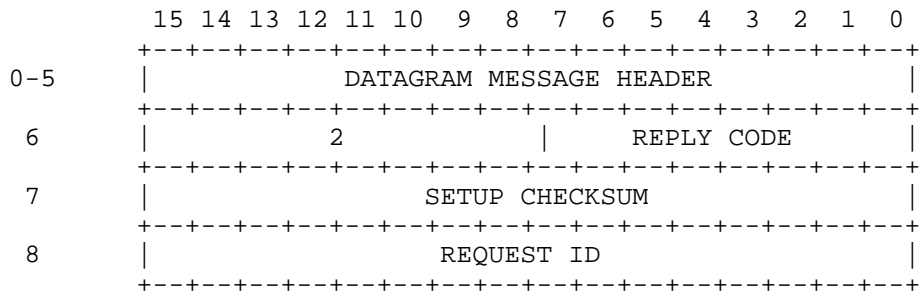 15 14 13 12 11 10 9 8 7 6 5 4 3 2 1 0
+--+--+--+--+--+--+--+--+--+--+--+--+--+--+--+--+
0-5 | DATAGRAM MESSAGE HEADER |
+--+--+--+--+--+--+--+--+--+--+--+--+--+--+--+--+
6 | 2 | REPLY CODE |
+--+--+--+--+--+--+--+--+--+--+--+--+--+--+--+--+
7 | SETUP CHECKSUM |
+--+--+--+--+--+--+--+--+--+--+--+--+--+--+--+--+
8 | REQUEST ID |
+--+--+--+--+--+--+--+--+--+--+--+--+--+--+--+--+